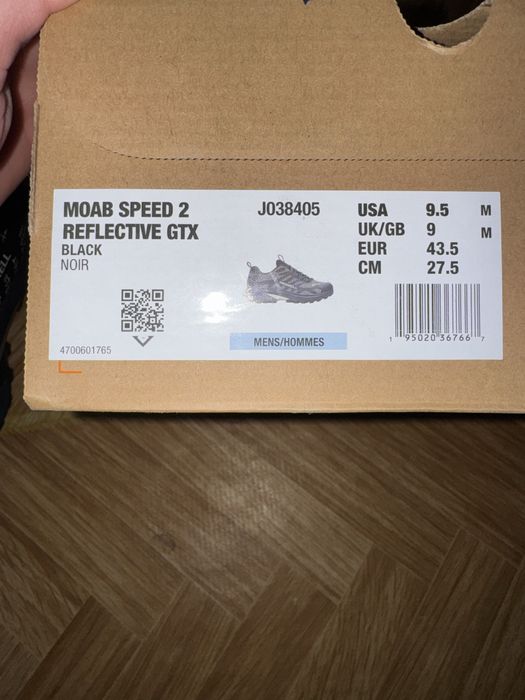 MOAB SPEED 2
REFLECTIVE GTX
BLACK
NOIR
4700601765
J038405
MENS/HOMMES
USA 9.5 M
UK/GB 9 M
EUR 43.5
CM 27.5
1 95020 36766 7